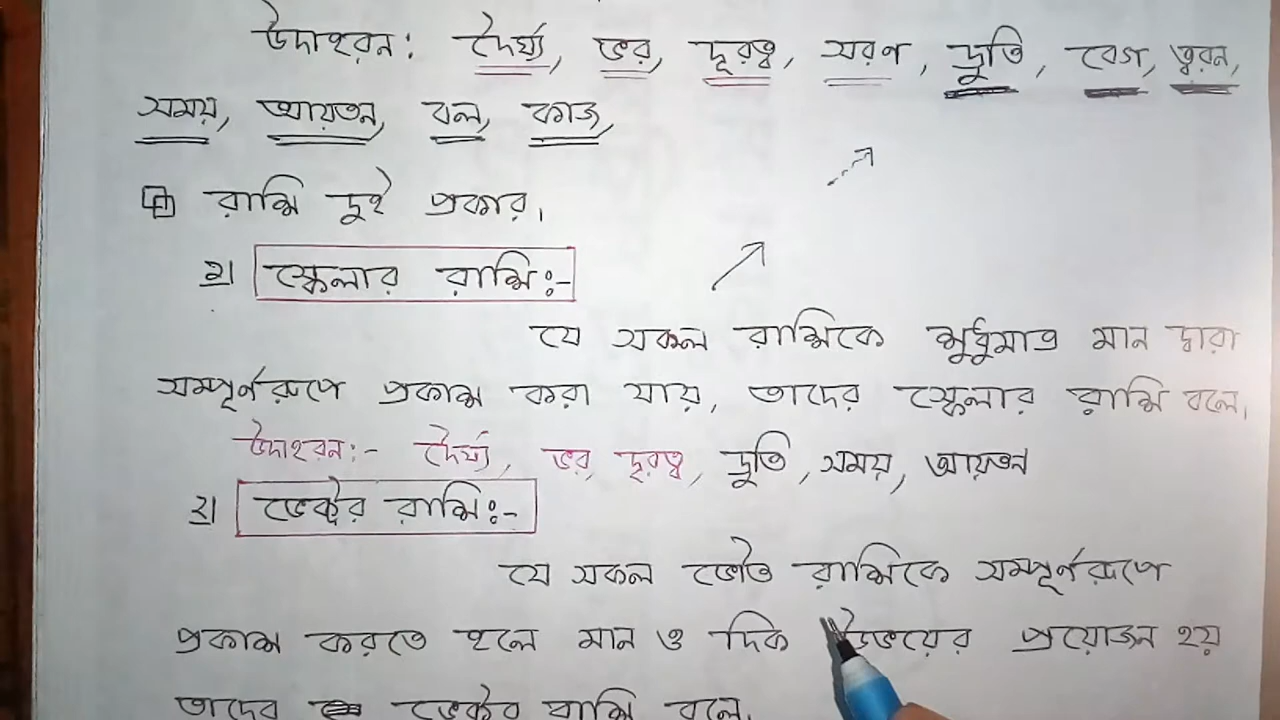 উদাহরন: দৈর্ঘ্য, ভর, দূরত্ব, সরণ, দ্রুতি, বেগ, ত্বরন,
সময়, আয়তন, বল, কাজ,
রাশি দুই প্রকার।
১। স্কেলার রাশি:-
যে সকল রাশিকে শুধুমাত্র মান দ্বারা
সম্পূর্নরূপে প্রকাশ করা যায়, তাদের স্কেলার রাশি বলে।
উদাহরন:- দৈর্ঘ্য, ভর, দূরত্ব, দ্রুতি, সময়, আয়তন
২। ভেক্টর রাশি:-
যে সকল ভৌত রাশিকে সম্পূর্নরূপে
প্রকাশ করতে হলে মান ও দিক উভয়ের প্রয়োজন হয়
তাদের ভেক্টর রাশি বলে।